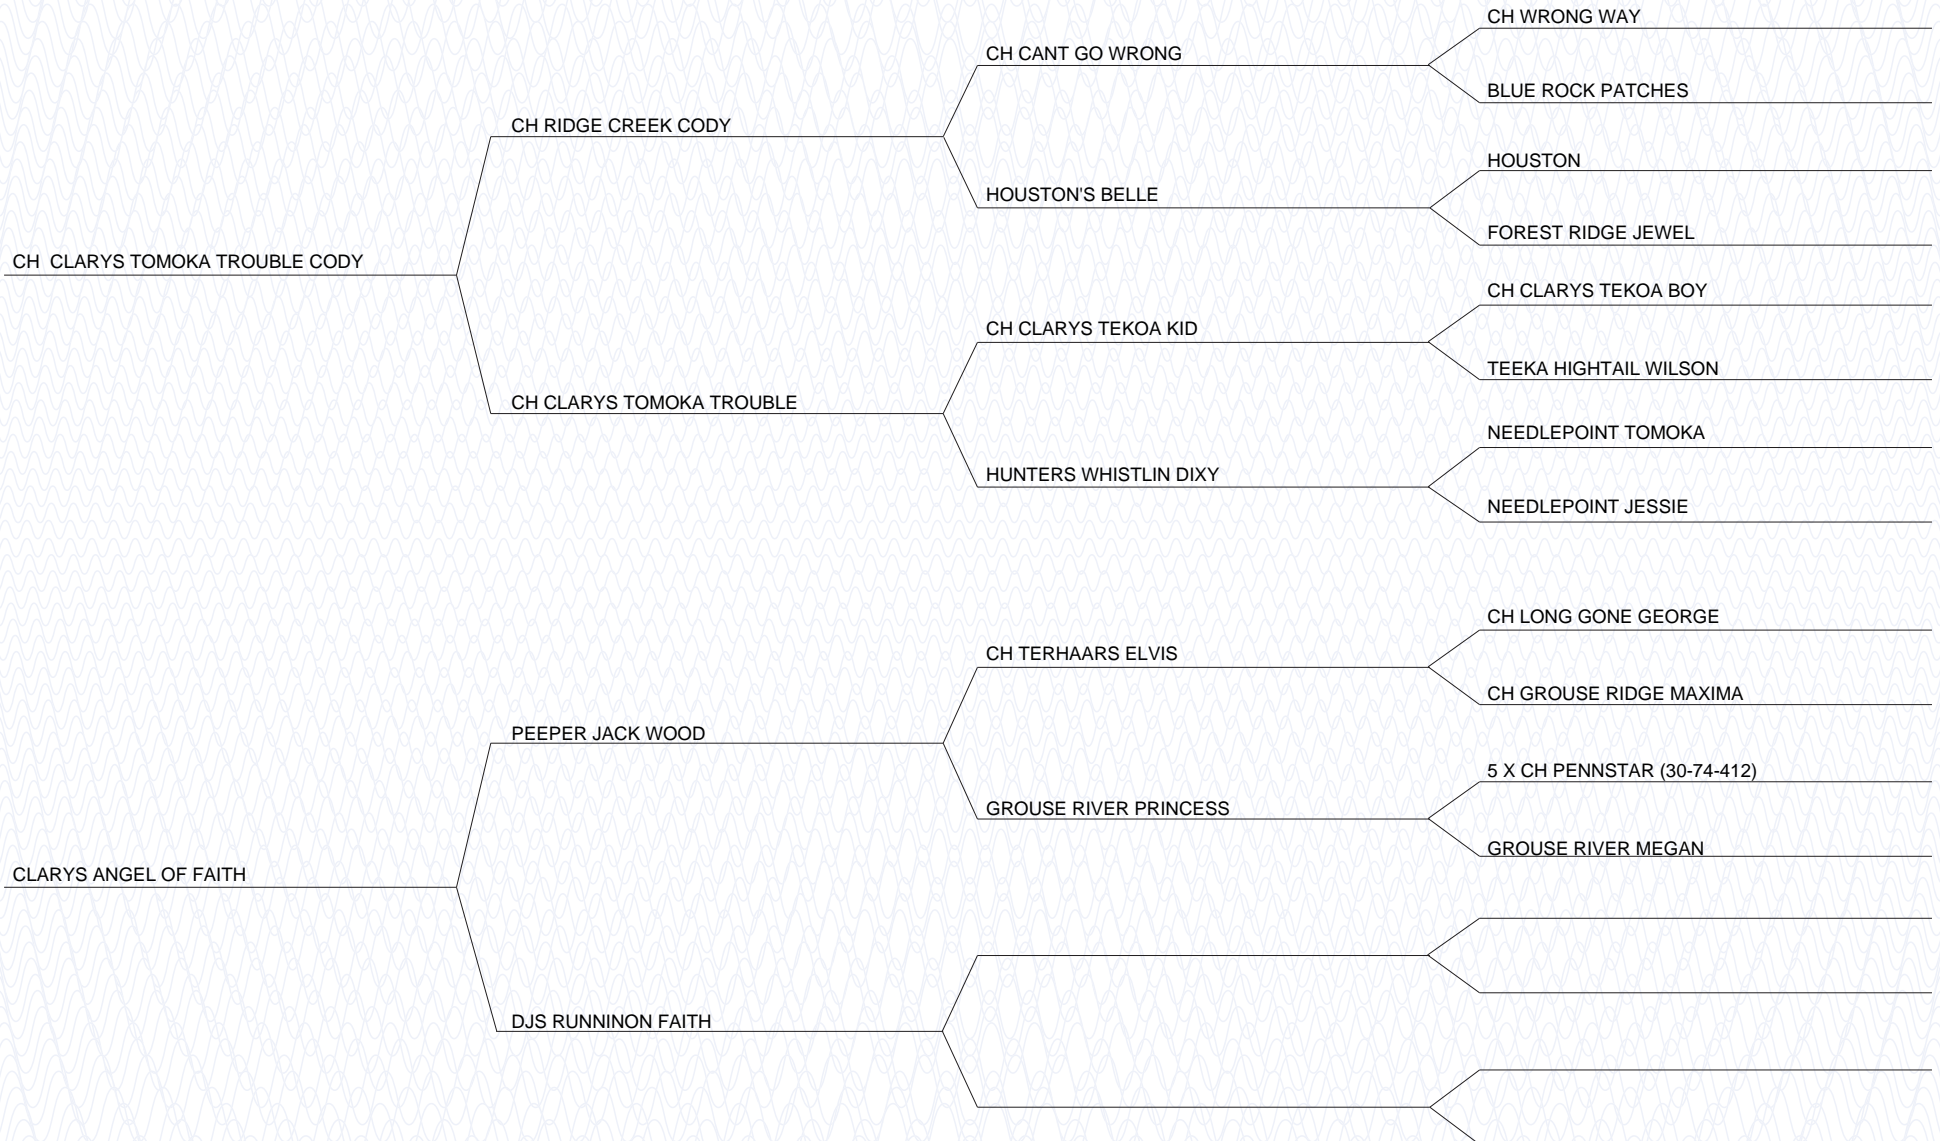 CH WRONG WAY
CH CANT GO WRONG
BLUE ROCK PATCHES
CH RIDGE CREEK CODY
HOUSTON
HOUSTON'S BELLE
FOREST RIDGE JEWEL
CH CLARYS TOMOKA TROUBLE CODY
CH CLARYS TEKOA BOY
CH CLARYS TEKOA KID
TEEKA HIGHTAIL WILSON
CH CLARYS TOMOKA TROUBLE
NEEDLEPOINT TOMOKA
HUNTERS WHISTLIN DIXY
NEEDLEPOINT JESSIE
CH LONG GONE GEORGE
CH TERHAARS ELVIS
CH GROUSE RIDGE MAXIMA
PEEPER JACK WOOD
5 X CH PENNSTAR (30-74-412)
GROUSE RIVER PRINCESS
GROUSE RIVER MEGAN
CLARYS ANGEL OF FAITH
DJS RUNNINON FAITH